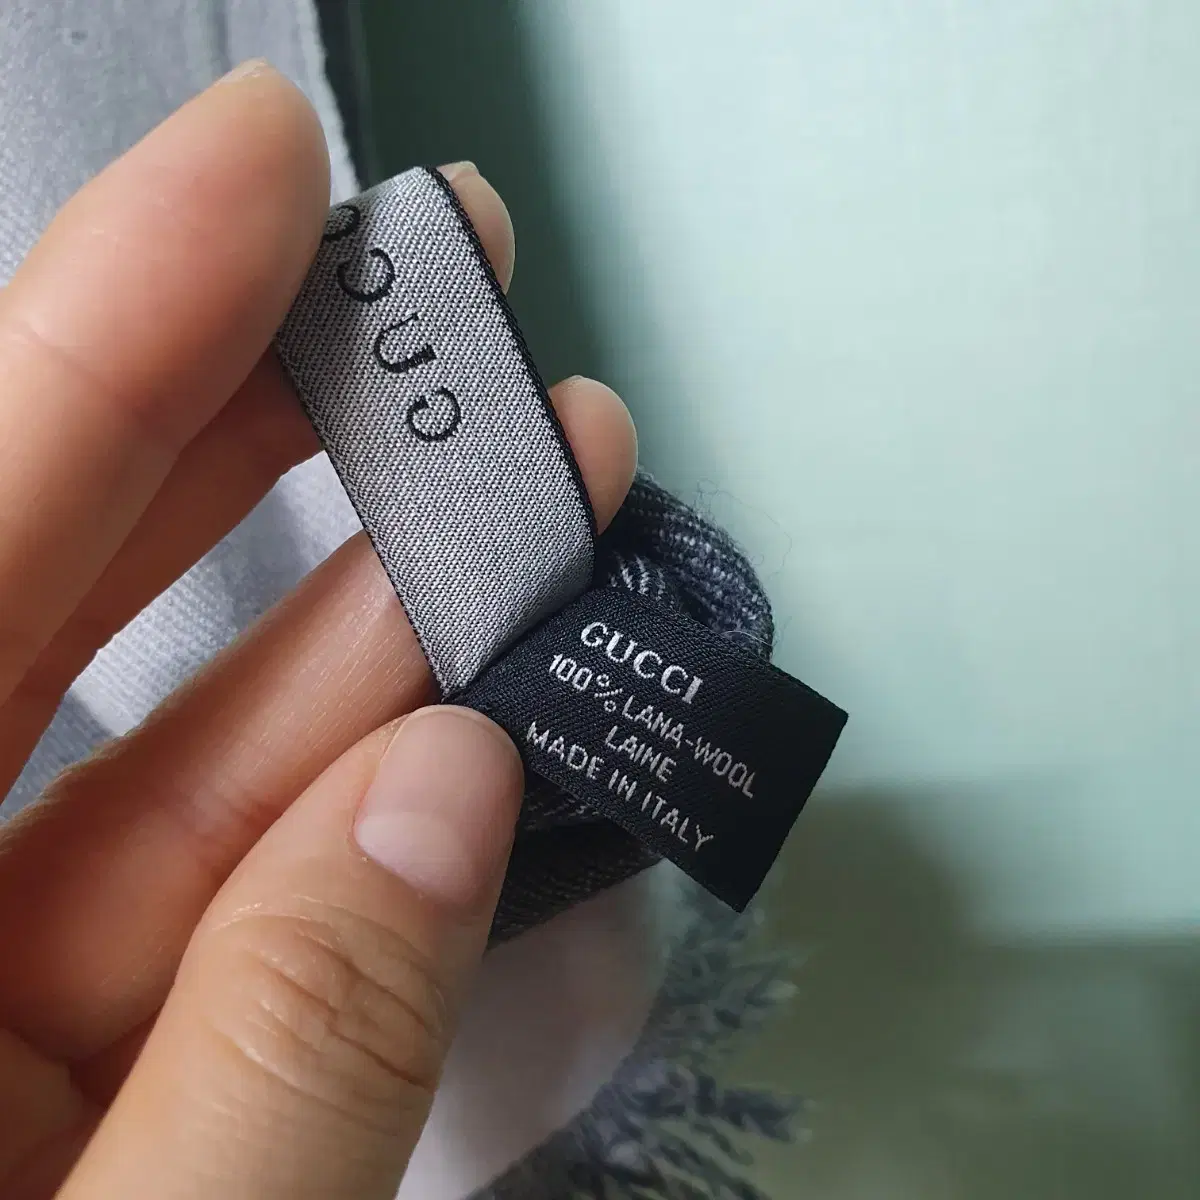 GUCCI
GUCCI
100% LANA-WOOL
LAINE
MADE IN ITALY